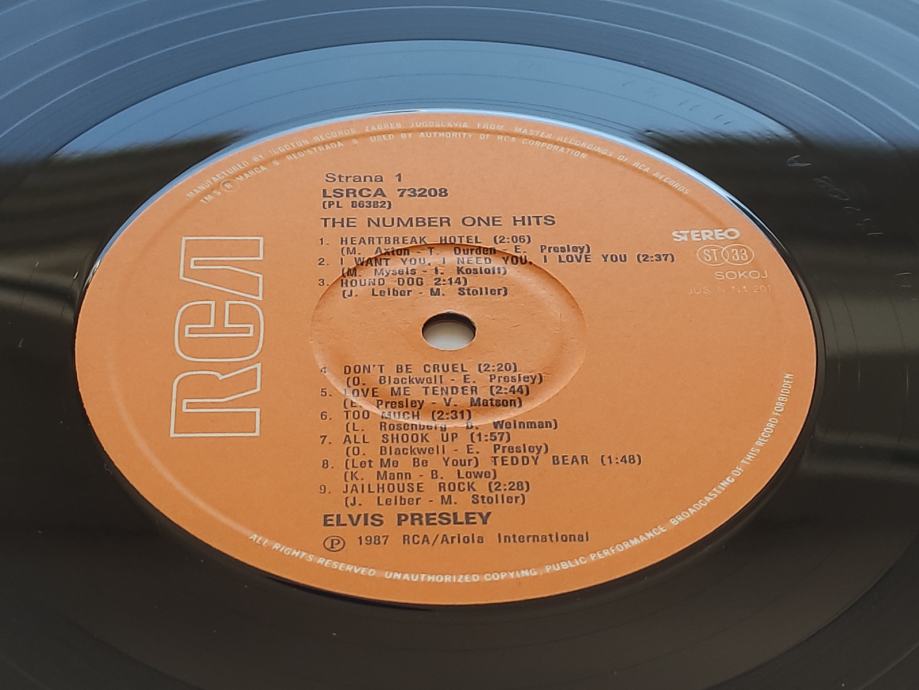 MANUFACTURED BY JUGOTON RECORDS ZAGREB JUGOSLAVIA FROM MASTER RECORDINGS OF RCA RECORDS
TM S ® MARCA S REGISTRADA S USED BY AUTHORITY OF RCA CORPORATION
Strana 1
LSRCA 73208
(PL 86382)
THE NUMBER ONE HITS
1. HEARTBREAK HOTEL (2:06)
(M. Axton - T. Durden - E. Presley)
2. I WANT YOU, I NEED YOU, I LOVE YOU (2:37)
(M. Mysels - I. Kosloff)
3. HOUND DOG 2:14)
(J. Leiber - M. Stoller)
STEREO
ST 33
SOKOJ
JUS N N4 201
RCA
4. DON'T BE CRUEL (2:20)
(O. Blackwell - E. Presley)
5. LOVE ME TENDER (2:44)
(E. Presley - V. Matson)
6. TOO MUCH (2:31)
(L. Rosenberg - B. Weinman)
7. ALL SHOOK UP (1:57)
(O. Blackwell - E. Presley)
8. (Let Me Be Your) TEDDY BEAR (1:48)
(K. Mann - B. Lowe)
9. JAILHOUSE ROCK (2:28)
(J. Leiber - M. Stoller)
ELVIS PRESLEY
Ⓟ 1987 RCA/Ariola International
ALL RIGHTS RESERVED. UNAUTHORIZED COPYING, PUBLIC PERFORMANCE BROADCASTING OF THIS RECORD FORBIDDEN